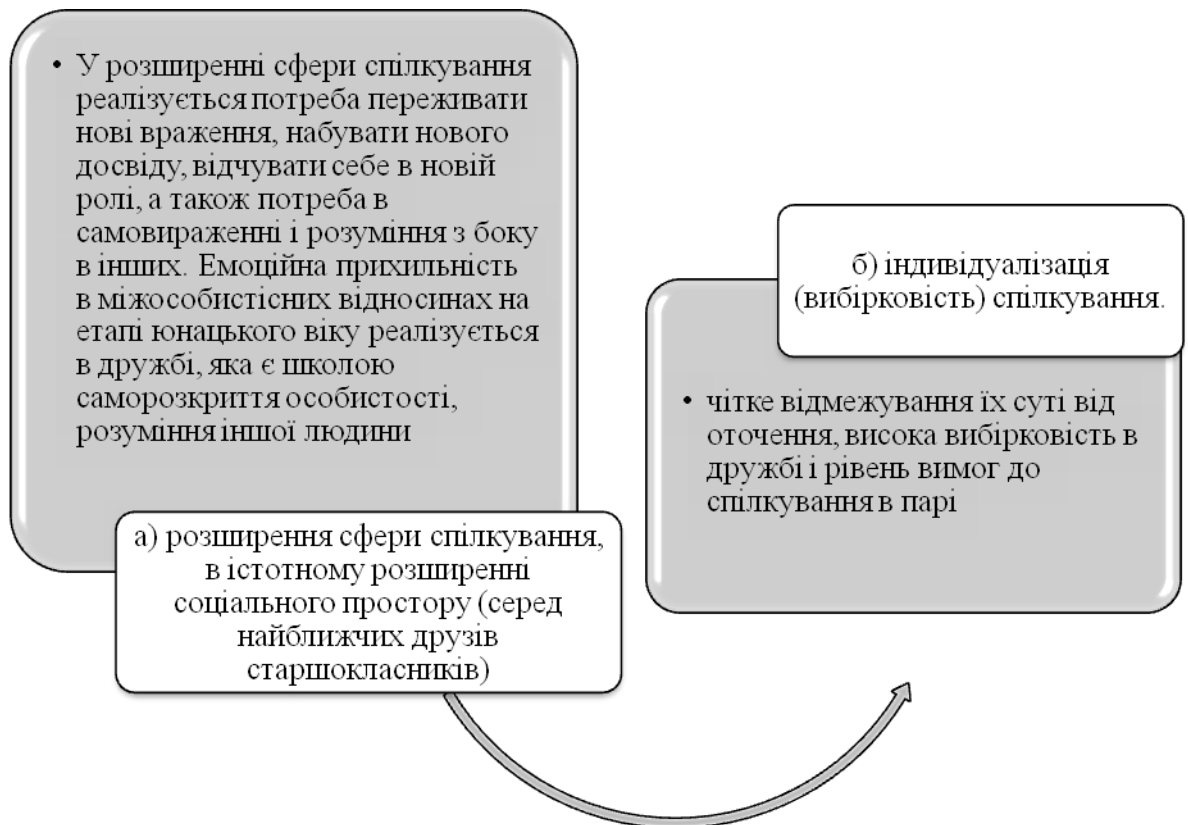 • У розширенні сфери спілкування
реалізується потреба переживати
нові враження, набувати нового
досвіду, відчувати себе в новій
ролі, а також потреба в
самовираженні і розуміння з боку
в інших. Емоційна прихильність
в міжособистісних відносинах на
етапі юнацького віку реалізується
в дружбі, яка є школою
саморозкриття особистості,
розуміння іншої людини
а) розширення сфери спілкування,
в істотному розширенні
соціального простору (серед
найближчих друзів
старшокласників)
б) індивідуалізація
(вибірковість) спілкування.
• чітке відмежування їх суті від
оточення, висока вибірковість в
дружбі і рівень вимог до
спілкування в парі